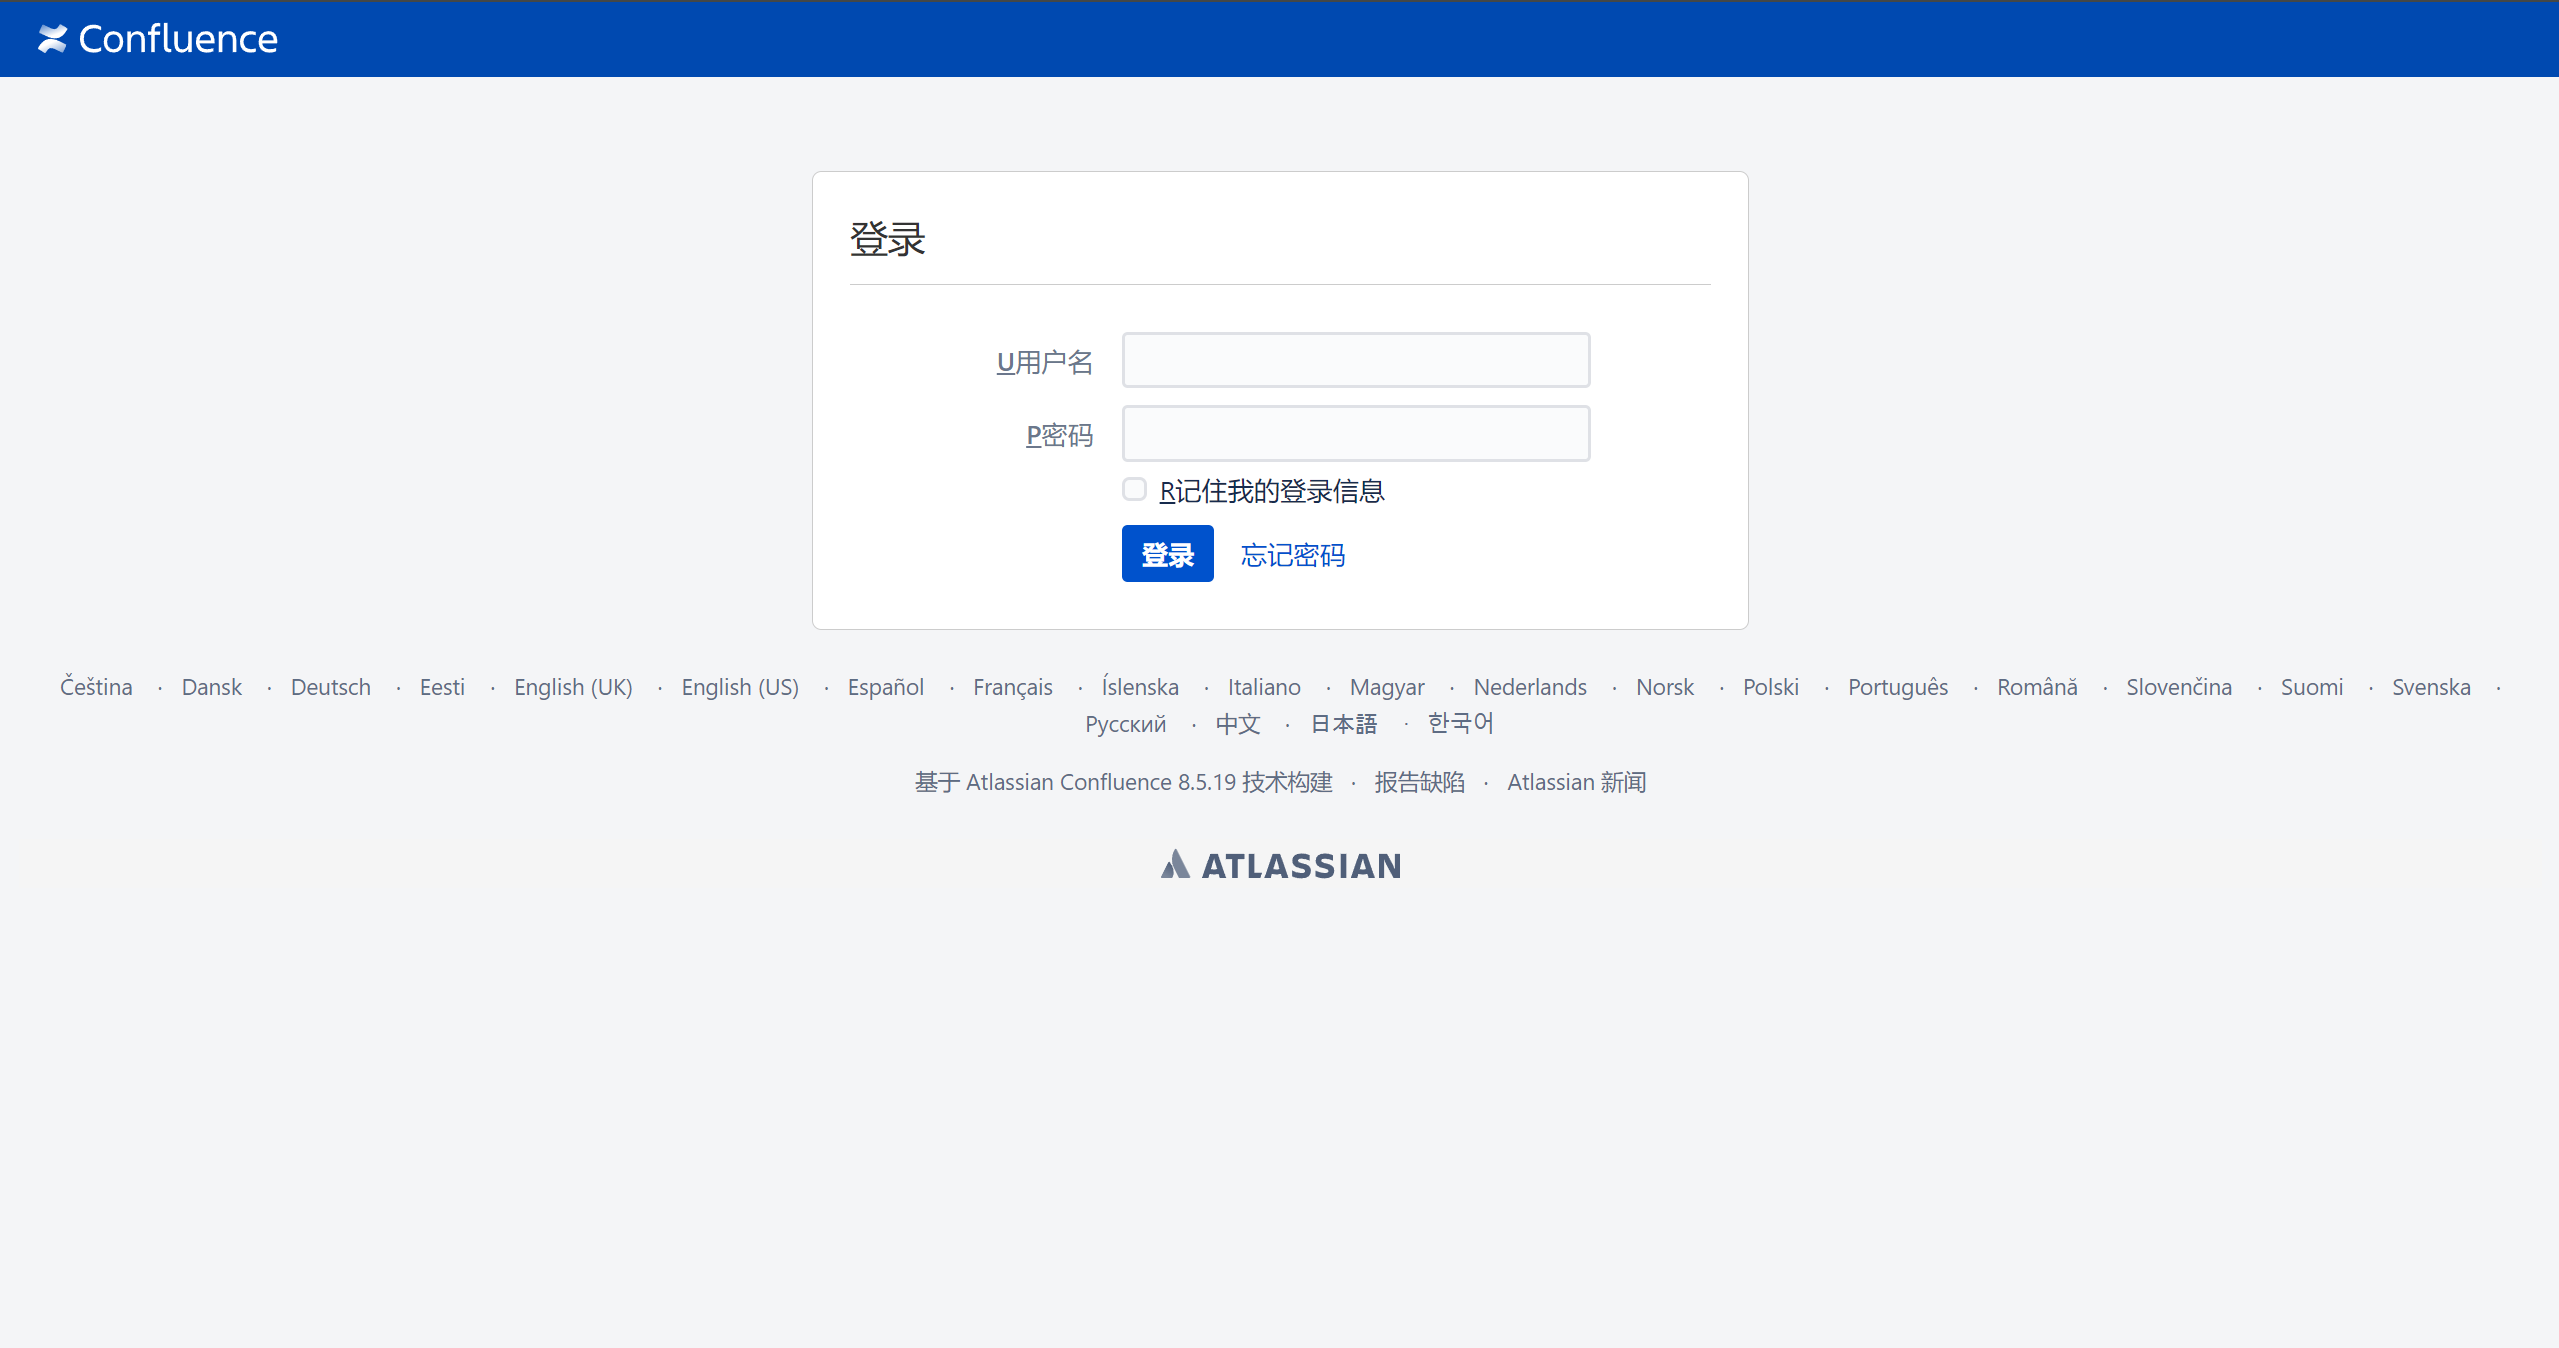 Confluence
登录
U用户名
P密码
R记住我的登录信息
登录 忘记密码
Čeština · Dansk · Deutsch · Eesti · English (UK) · English (US) · Español · Français · Íslenska · Italiano · Magyar · Nederlands · Norsk · Polski · Português · Română · Slovenčina · Suomi · Svenska ·
Русский · 中文 · 日本語 · 한국어
基于 Atlassian Confluence 8.5.19 技术构建 · 报告缺陷 · Atlassian 新闻
ATLASSIAN